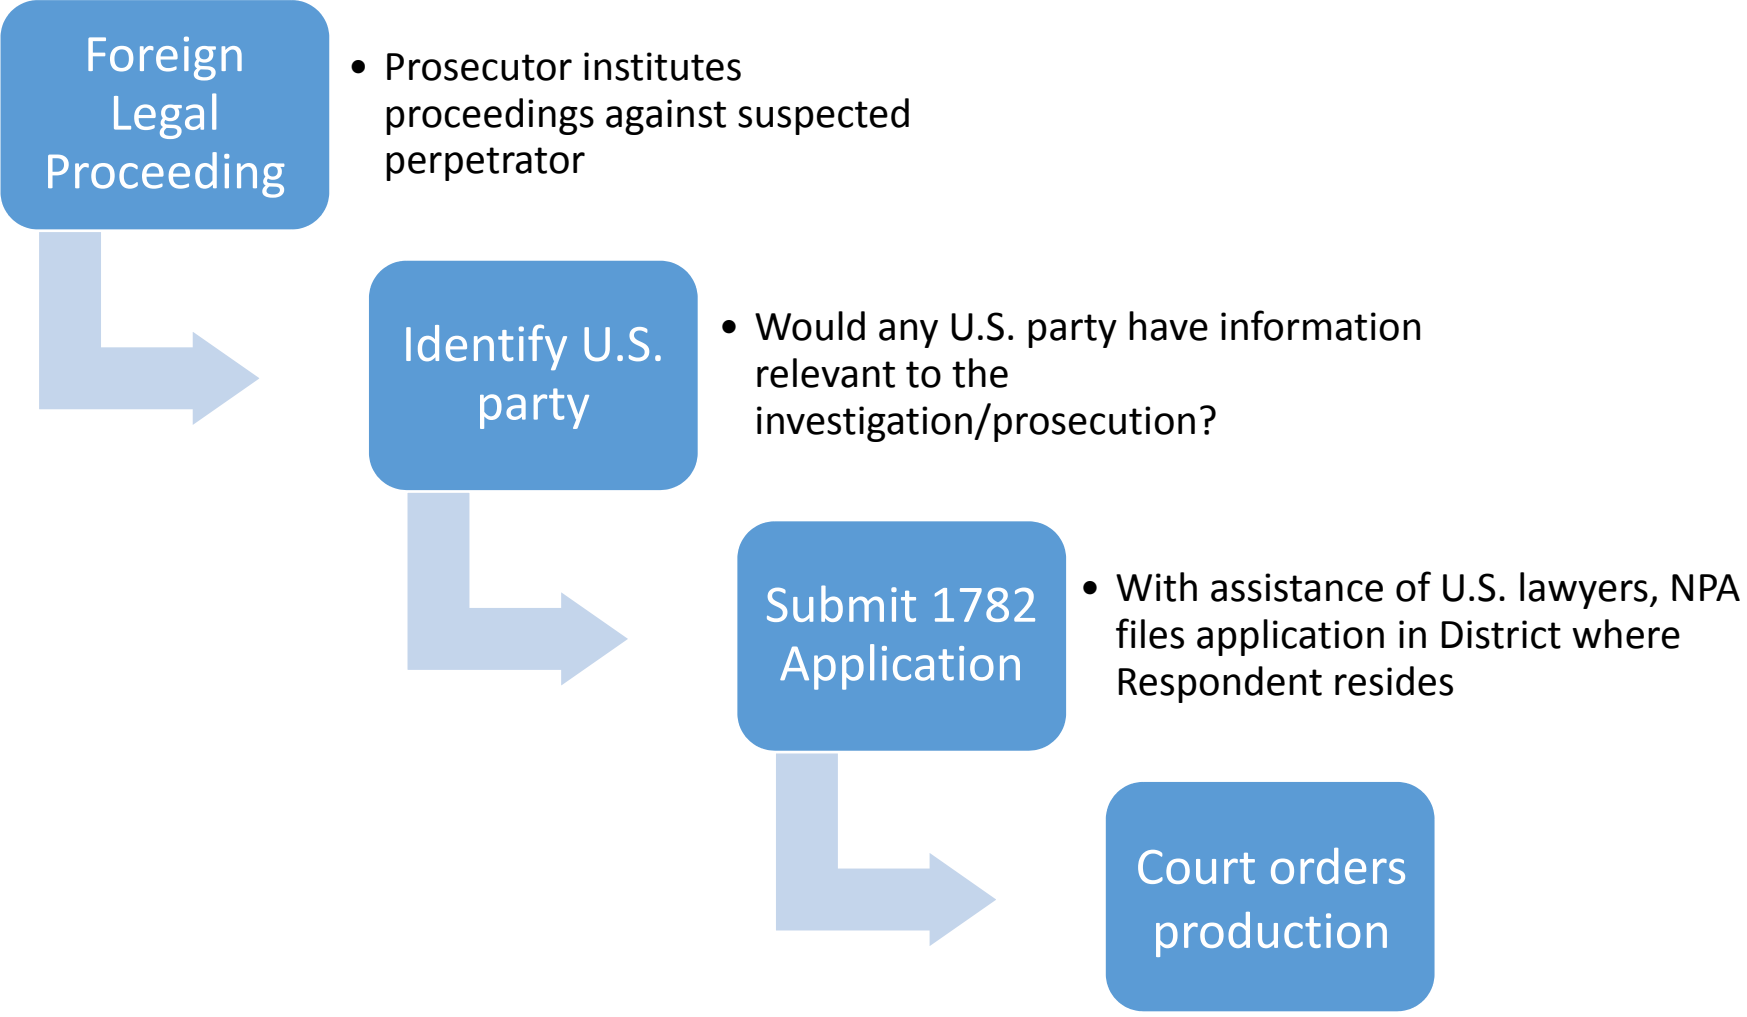 Foreign
Legal
Proceeding
• Prosecutor institutes
proceedings against suspected
perpetrator
Identify U.S.
party
• Would any U.S. party have information
relevant to the
investigation/prosecution?
Submit 1782
Application
• With assistance of U.S. lawyers, NPA
files application in District where
Respondent resides
Court orders
production